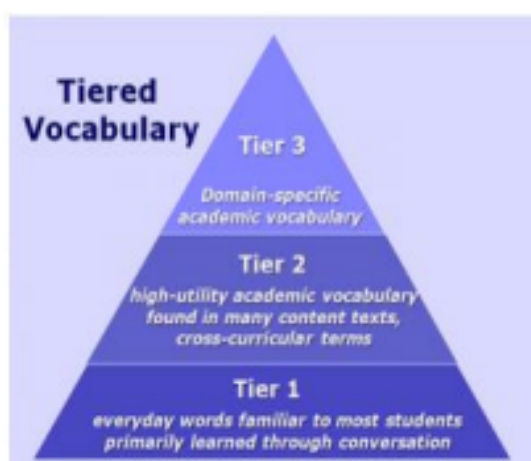 Tiered
Vocabulary
Tier 3
Domain-specific
academic vocabulary
Tier 2
high-utility academic vocabulary
found in many content texts,
cross-curricular terms
Tier 1
everyday words familiar to most students
primarily learned through conversation